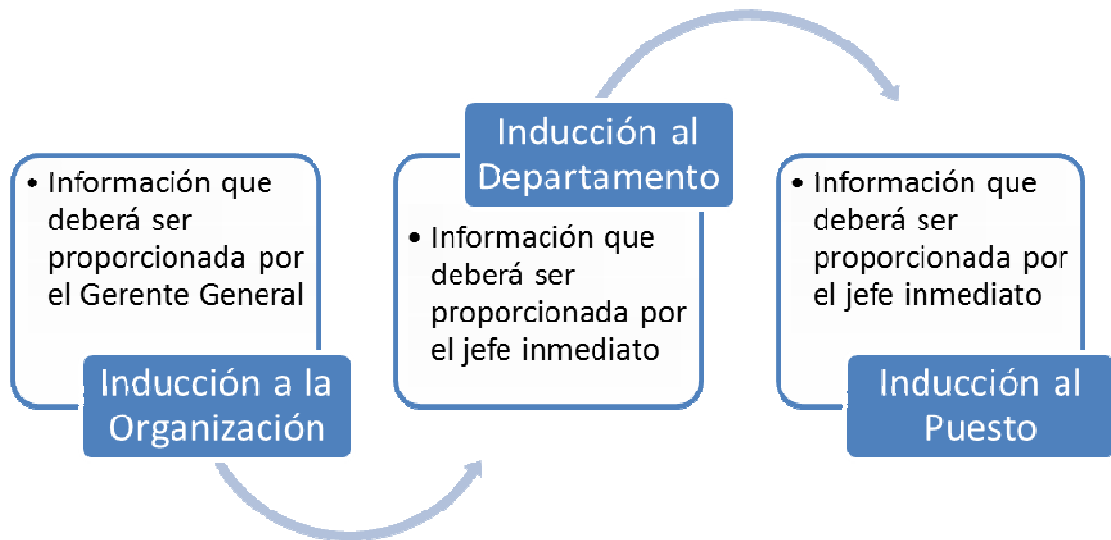 • Información que
deberá ser
proporcionada por
el Gerente General
Inducción a la
Organización
Inducción al
Departamento
• Información que
deberá ser
proporcionada por
el jefe inmediato
• Información que
deberá ser
proporcionada por
el jefe inmediato
Inducción al
Puesto